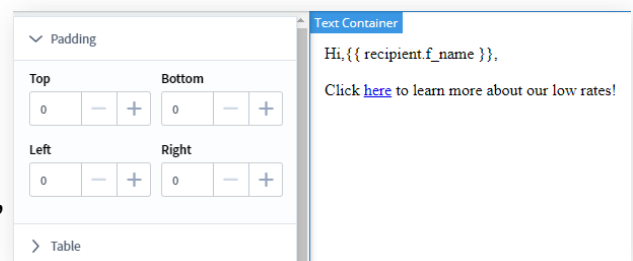 Padding
Top Bottom
0 0
Left Right
0 0
Table
Text Container
Hi,{{ recipient.f_name }},
Click here to learn more about our low rates!